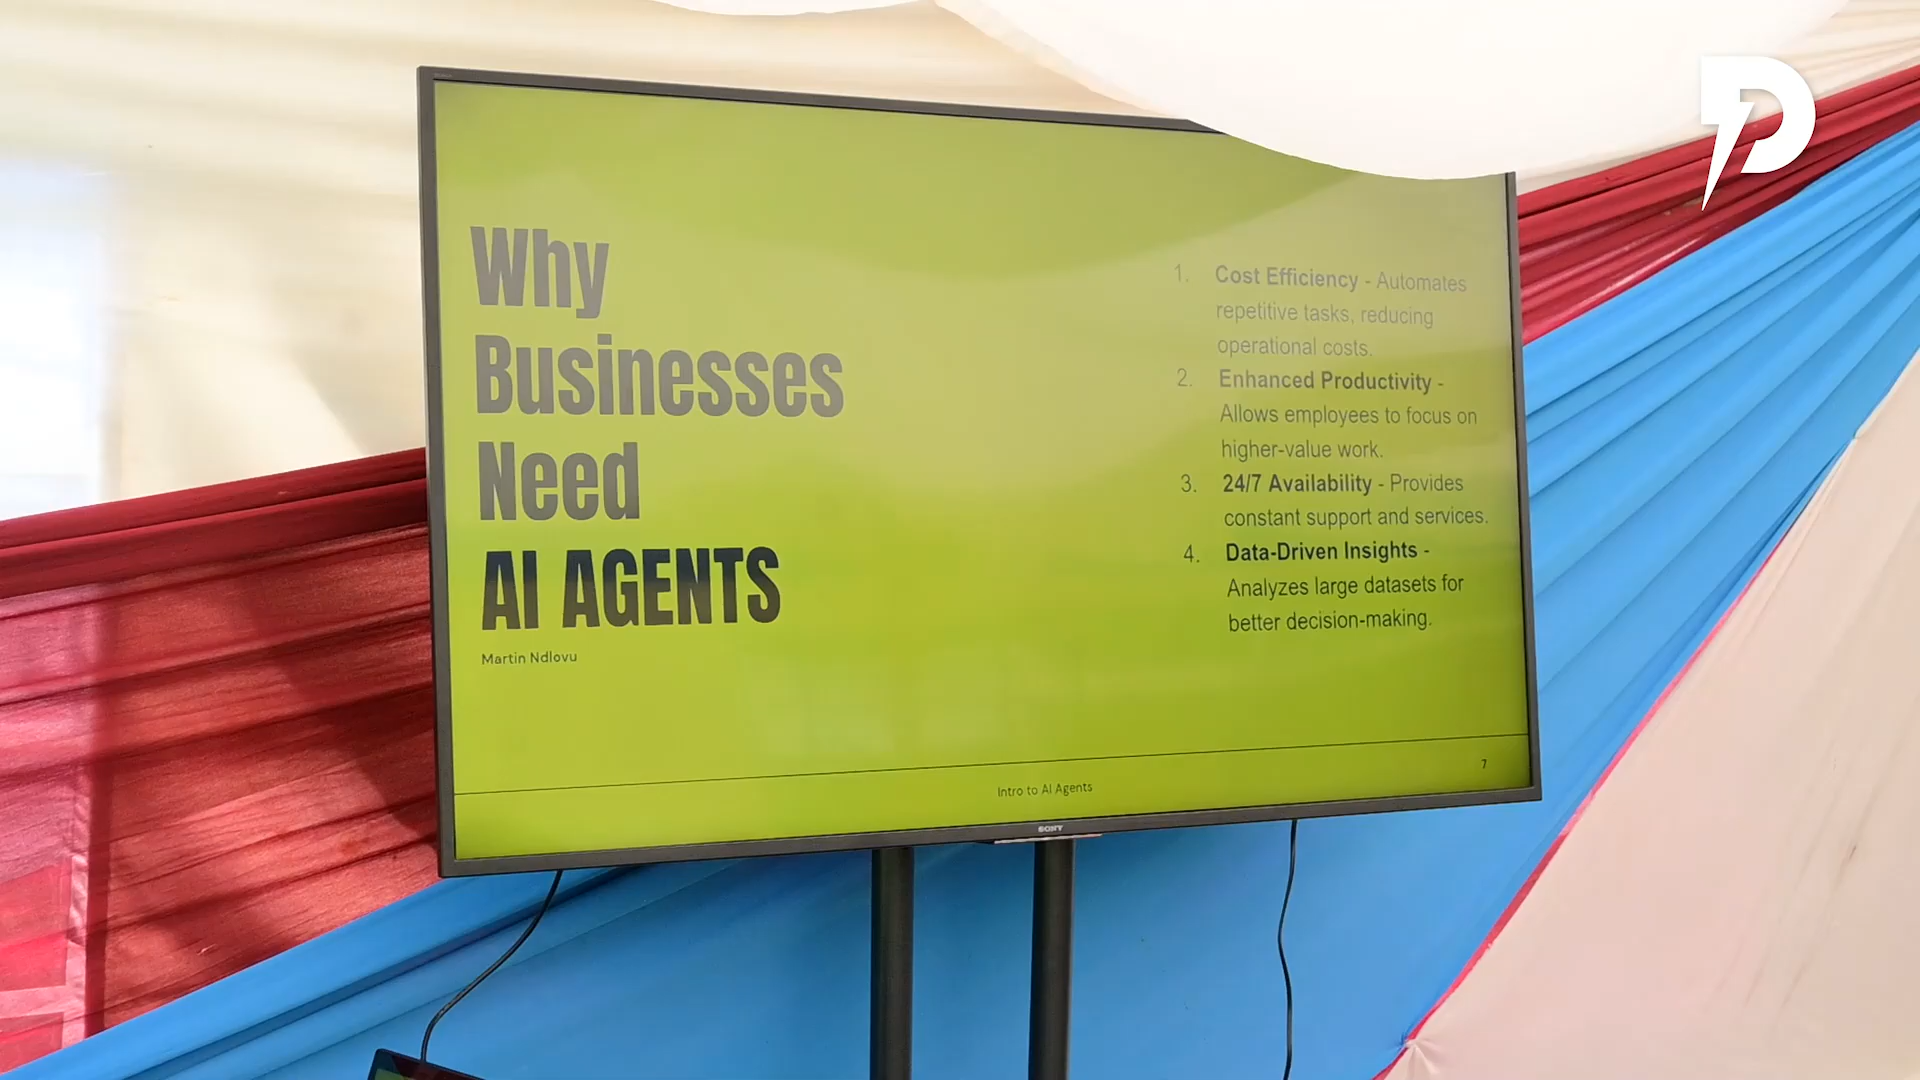 Why
Businesses
Need
AI AGENTS
Martin Ndlovu
1. Cost Efficiency - Automates
repetitive tasks, reducing
operational costs.
2. Enhanced Productivity -
Allows employees to focus on
higher-value work.
3. 24/7 Availability - Provides
constant support and services.
4. Data-Driven Insights -
Analyzes large datasets for
better decision-making.
7
Intro to AI Agents
SONY